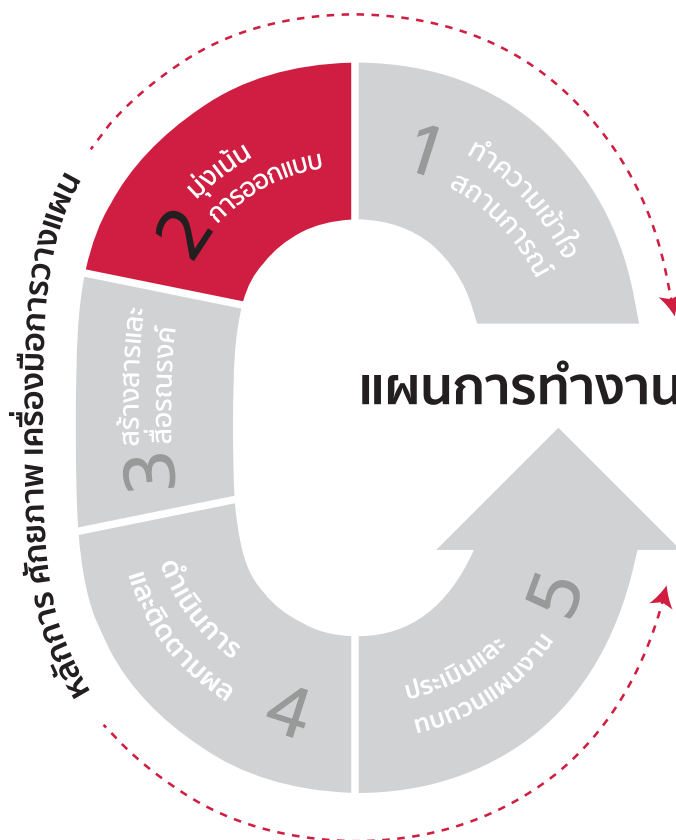 1
ทำความเข้าใจ
สถานการณ์
2
มุ่งเน้น
การออกแบบ
3
สร้างสารและ
สื่อรณรงค์
4
ดำเนินการ
และติดตามผล
5
ประเมินและ
ทบทวนแผนงาน
แผนการทำงาน
หลักการ ศักยภาพ เครื่องมือการวางแผน